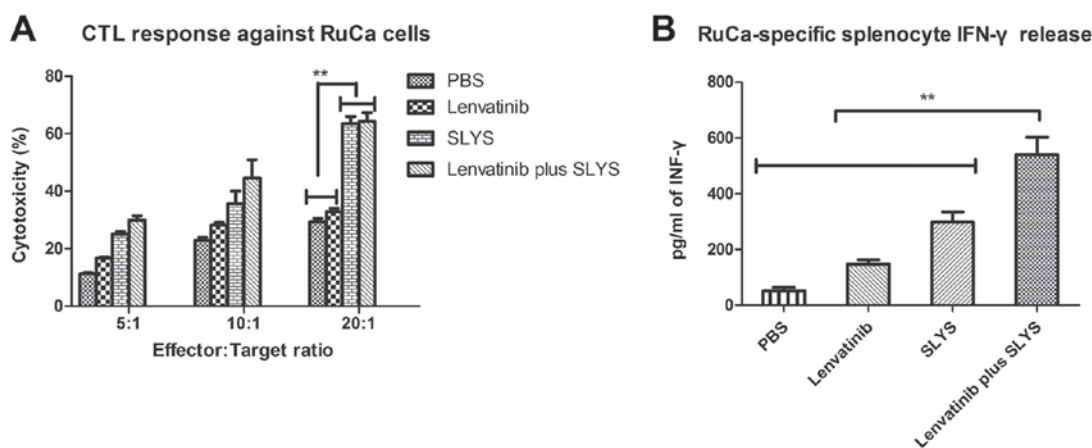 A CTL response against RuCa cells
Cytotoxicity (%)
80
60
40
20
0
**
5:1 10:1 20:1
Effector:Target ratio
PBS
Lenvatinib
SLYS
Lenvatinib plus SLYS
B RuCa-specific splenocyte IFN-γ release
pg/ml of INF-γ
800
600
400
200
0
**
PBS
Lenvatinib
SLYS
Lenvatinib plus SLYS